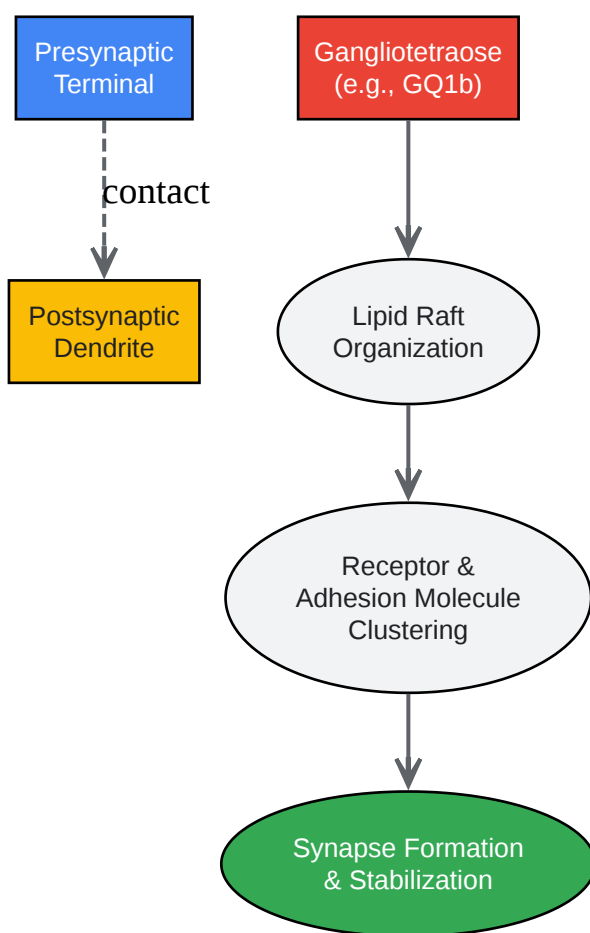 Presynaptic
Terminal
contact
Postsynaptic
Dendrite
Gangliotetraose
(e.g., GQ1b)
Lipid Raft
Organization
Receptor &
Adhesion Molecule
Clustering
Synapse Formation
& Stabilization